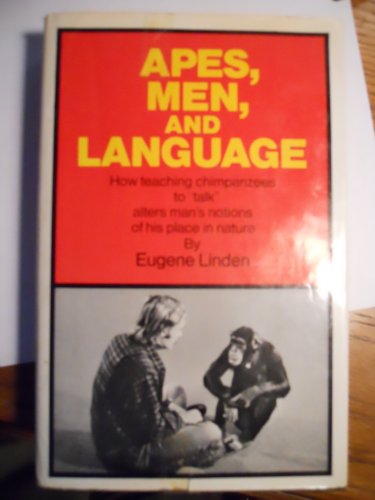 APES,
MEN,
AND
LANGUAGE
How teaching chimpanzees
to "talk"
alters man's notions
of his place in nature
By
Eugene Linden